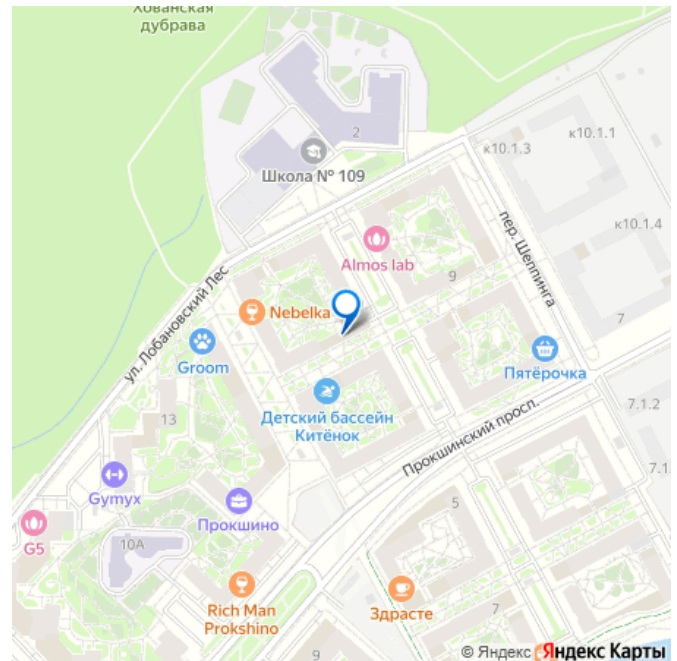 Хованская
дубрава
2
Школа № 109
к10.1.1
к10.1.3
к10.1.4
пер. Шеппинга
Almos lab
9
ул. Лобановский Лес
Nebelka
7
Groom
Пятёрочка
Детский бассейн
Китёнок
Прокшинский просп.
7.1.2
13
7.1
Gymyx
Прокшино
5
G5
10А
Rich Man
Prokshino
Здрасте
7
9
© Яндекс Яндекс Карты